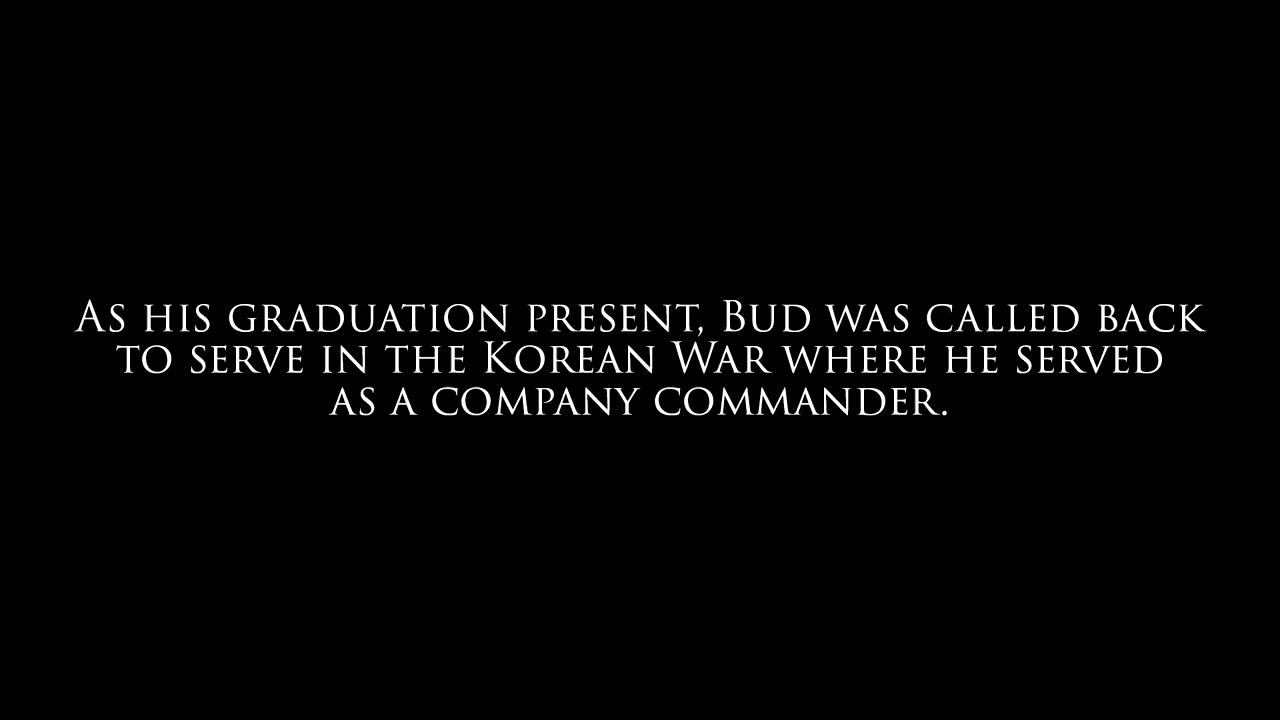 As his graduation present, Bud was called back
to serve in the Korean War where he served
as a company commander.